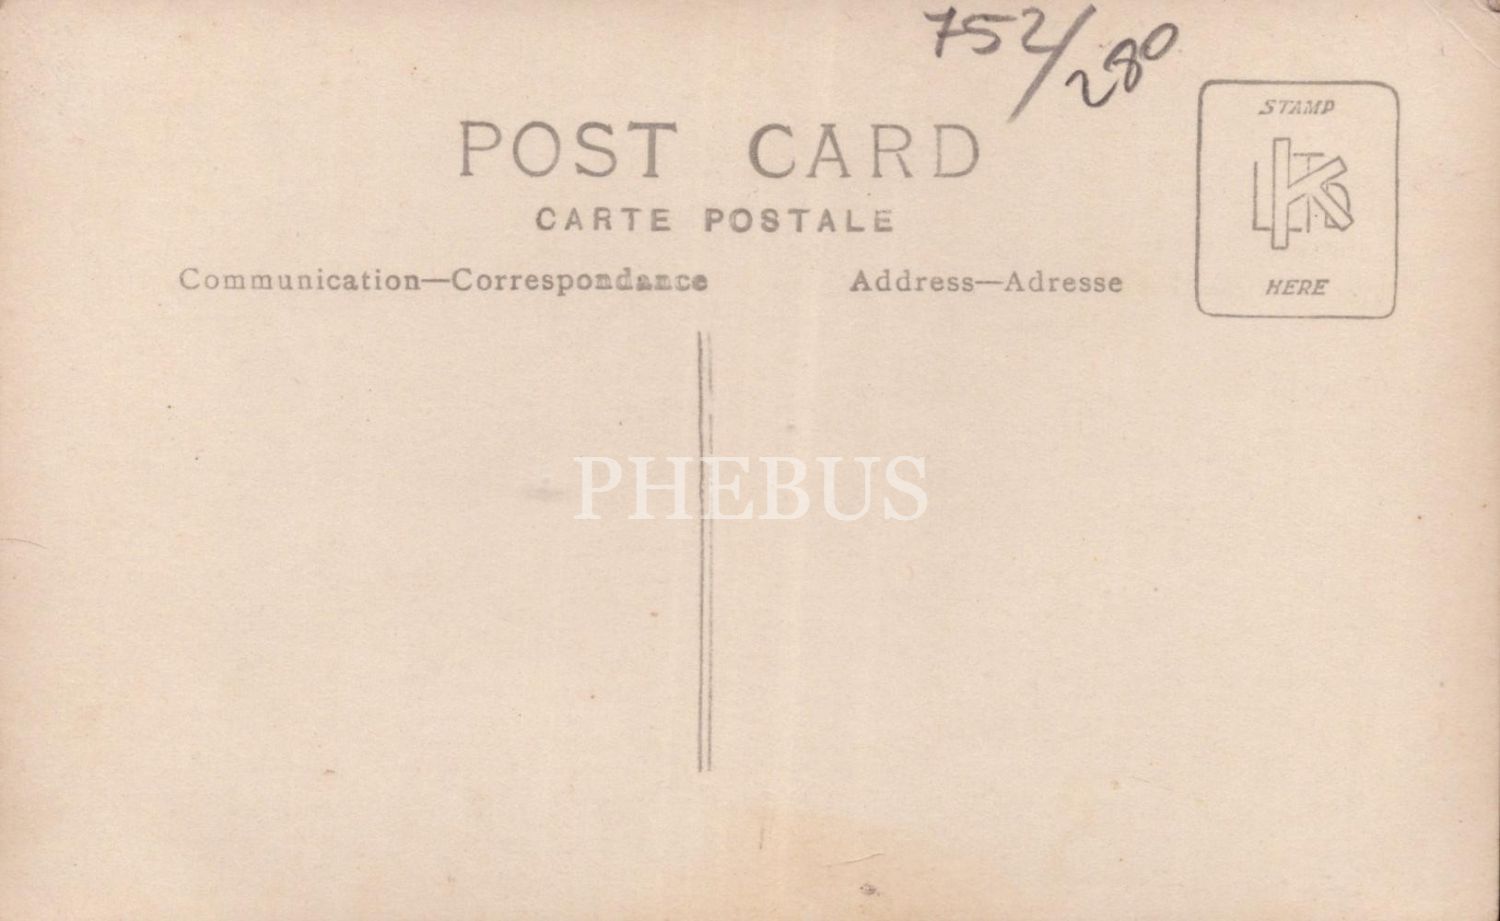 752/280
STAMP
POST CARD
CARTE POSTALE
Communication—Correspondance
Address—Adresse
HERE
PHEBUS